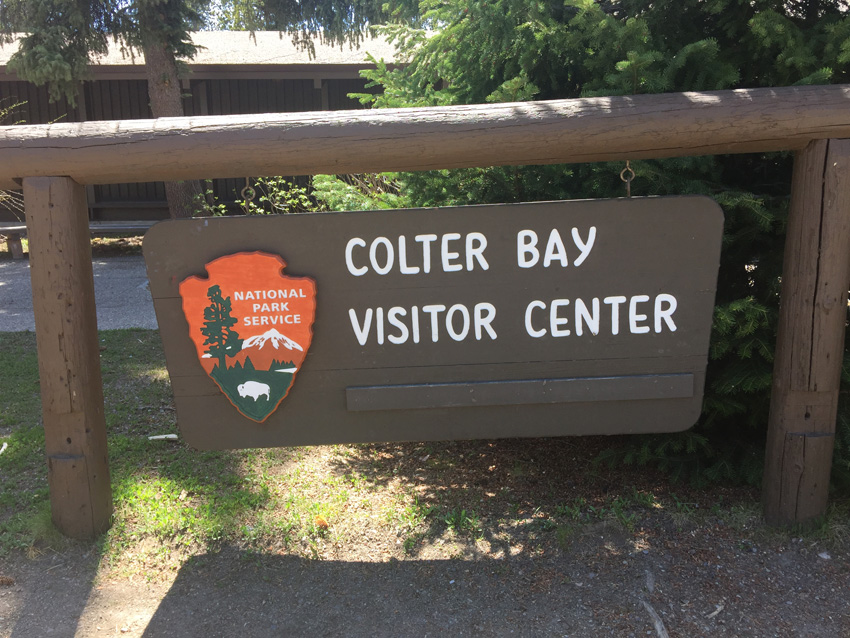 NATIONAL
PARK
SERVICE
COLTER BAY
VISITOR CENTER